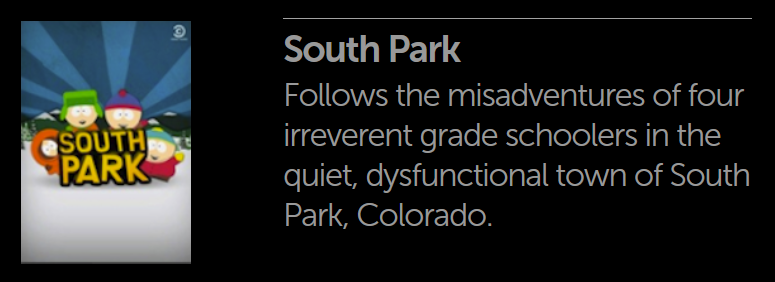 South Park
Follows the misadventures of four
irreverent grade schoolers in the
quiet, dysfunctional town of South
Park, Colorado.
SOUTH
PARK